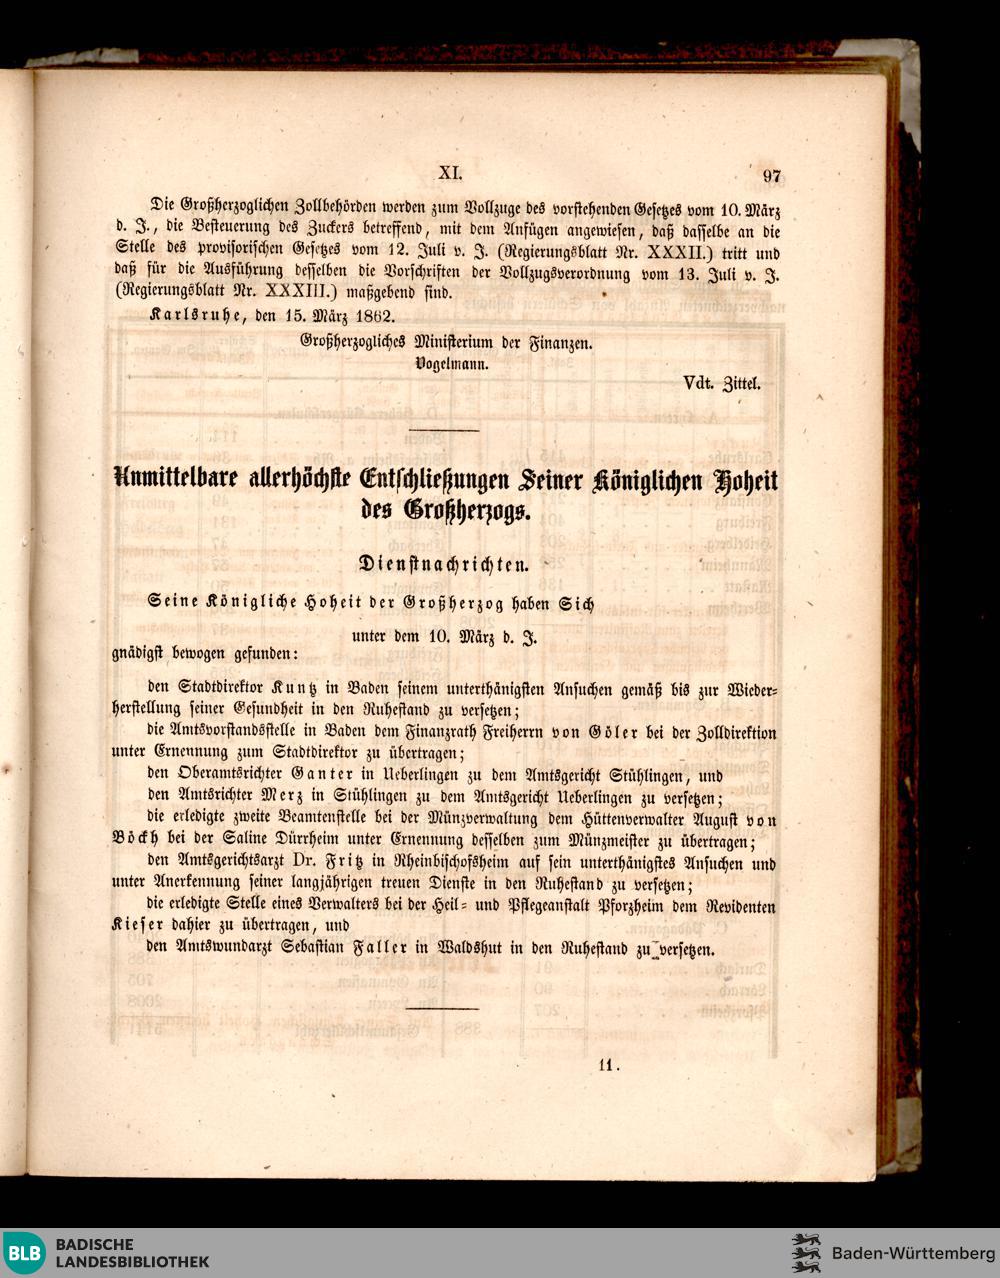 XI.
97
Die Großherzoglichen Zollbehörden werden zum Vollzuge des vorstehenden Gesetzes vom 10. März
d. J., die Besteuerung des Zuckers betreffend, mit dem Anfügen angewiesen, daß dasselbe an die
Stelle des provisorischen Gesetzes vom 12. Juli v. J. (Regierungsblatt Nr. XXXII.) tritt und
daß für die Ausführung desselben die Vorschriften der Vollzugsverordnung vom 13. Juli v. J.
(Regierungsblatt Nr. XXXIII.) maßgebend sind.
Karlsruhe, den 15. März 1862.
Großherzogliches Ministerium der Finanzen.
Vogelmann.
Vdt. Zittel.
Unmittelbare allerhöchste Entschließungen Seiner Königlichen Hoheit
des Großherzogs.
Dienstnachrichten.
Seine Königliche Hoheit der Großherzog haben Sich
unter dem 10. März d. J.
gnädigst bewogen gefunden:
den Stadtdirektor Kuntz in Baden seinem unterthänigsten Ansuchen gemäß bis zur Wieder-
herstellung seiner Gesundheit in den Ruhestand zu versetzen;
die Amtsvorstandsstelle in Baden dem Finanzrath Freiherrn von Göler bei der Zolldirektion
unter Ernennung zum Stadtdirektor zu übertragen;
den Oberamtsrichter Ganter in Ueberlingen zu dem Amtsgericht Stühlingen, und
den Amtsrichter Merz in Stühlingen zu dem Amtsgericht Ueberlingen zu versetzen;
die erledigte zweite Beamtenstelle bei der Münzverwaltung dem Hüttenverwalter August von
Böckh bei der Saline Dürrheim unter Ernennung desselben zum Münzmeister zu übertragen;
den Amtsgerichtsarzt Dr. Fritz in Rheinbischofsheim auf sein unterthänigstes Ansuchen und
unter Anerkennung seiner langjährigen treuen Dienste in den Ruhestand zu versetzen;
die erledigte Stelle eines Verwalters bei der Heil- und Pflegeanstalt Pforzheim dem Revidenten
Kieser dahier zu übertragen, und
den Amtswundarzt Sebastian Faller in Waldshut in den Ruhestand zu versetzen.
11.
BLB
BADISCHE
LANDESBIBLIOTHEK
Baden-Württemberg